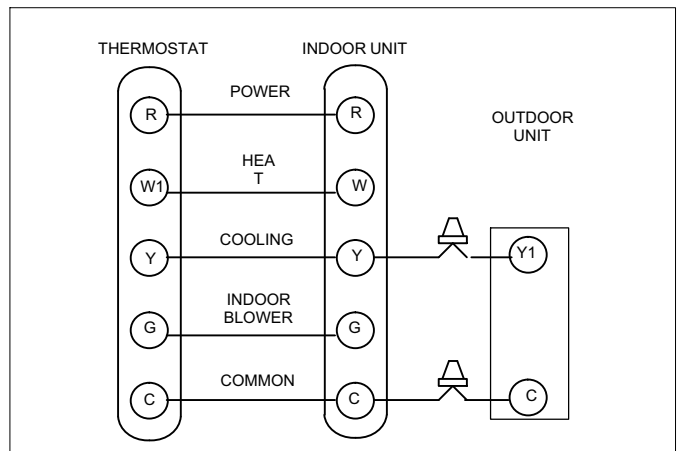 THERMOSTAT
INDOOR UNIT
OUTDOOR
UNIT
R
POWER
R
W1
HEA
T
W
Y
COOLING
Y
Y1
G
INDOOR
BLOWER
G
C
COMMON
C
C